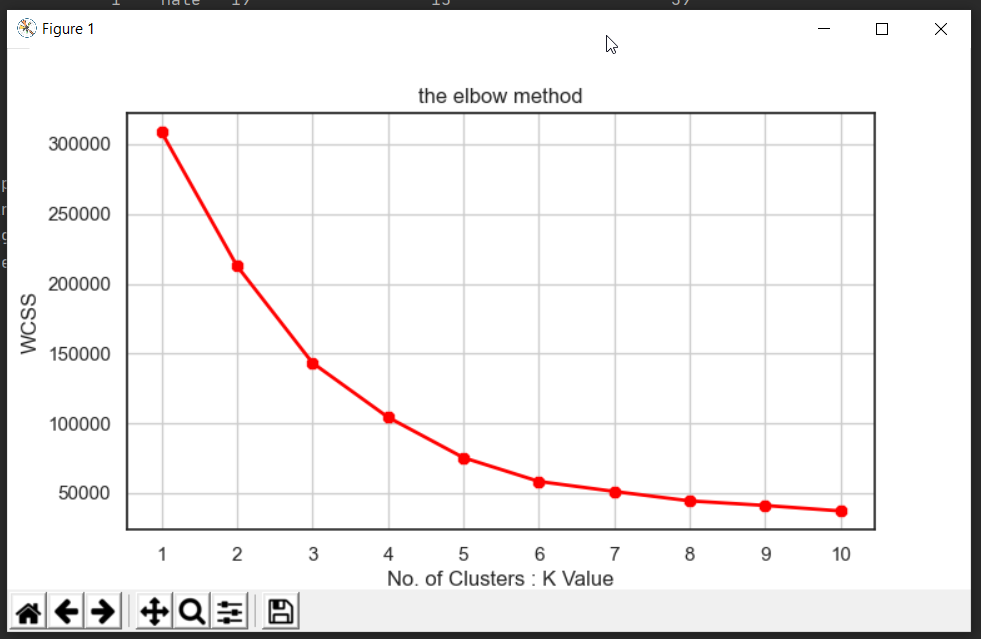 Figure 1
the elbow method
300000
250000
200000
150000
100000
50000
WCSS
1 2 3 4 5 6 7 8 9 10
No. of Clusters : K Value